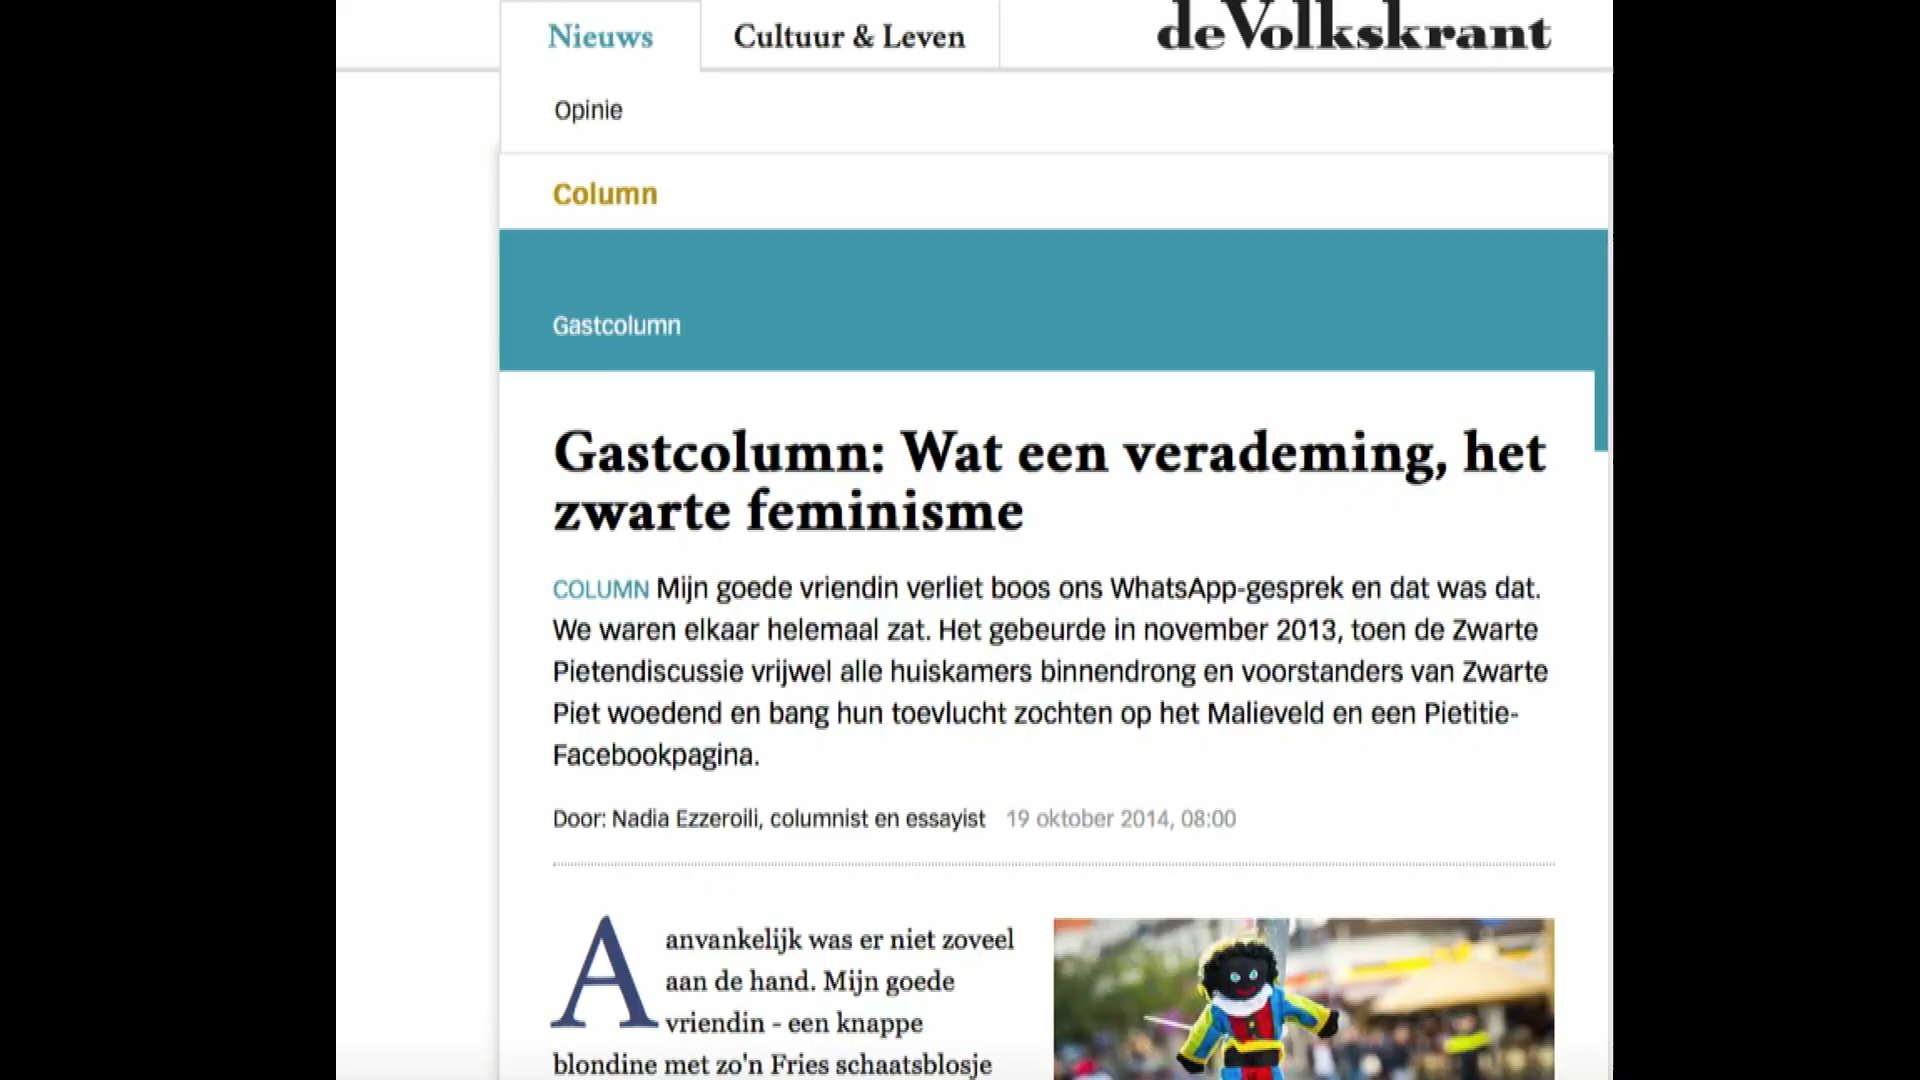 Nieuws
Cultuur & Leven
deVolkskrant
Opinie
Column
Gastcolumn
Gastcolumn: Wat een verademing, het
zwarte feminisme
COLUMN Mijn goede vriendin verliet boos ons WhatsApp-gesprek en dat was dat.
We waren elkaar helemaal zat. Het gebeurde in november 2013, toen de Zwarte
Pietendiscussie vrijwel alle huiskamers binnendrong en voorstanders van Zwarte
Piet woedend en bang hun toevlucht zochten op het Malieveld en een Pietitie-
Facebookpagina.
Door: Nadia Ezzeroili, columnist en essayist 19 oktober 2014, 08:00
Aanvankelijk was er niet zoveel
aan de hand. Mijn goede
vriendin - een knappe
blondine met zo'n Fries schaatsblosje